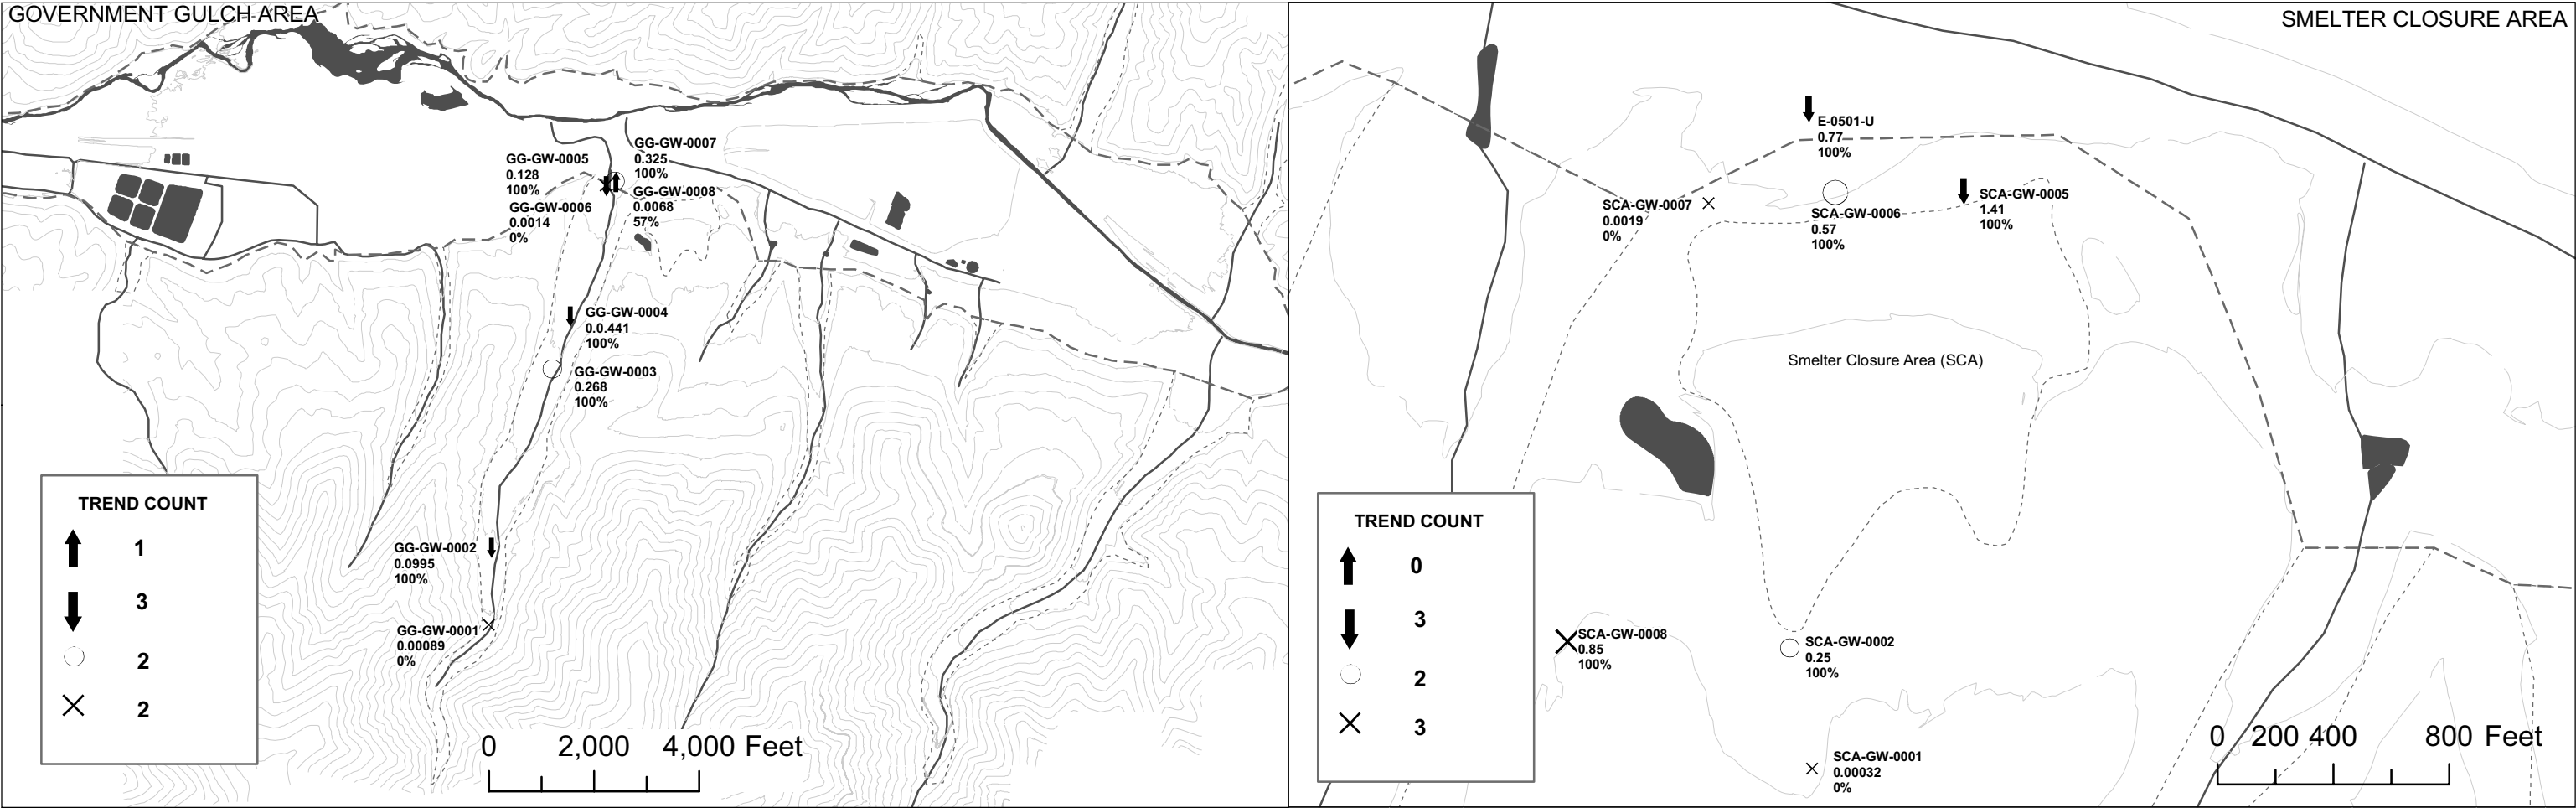 GOVERNMENT GULCH AREA
GG-GW-0007
0.325
100%
GG-GW-0005
0.128
100%
GG-GW-0008
0.0068
57%
GG-GW-0006
0.0014
0%
GG-GW-0004
0.0.441
100%
GG-GW-0003
0.268
100%
GG-GW-0002
0.0995
100%
GG-GW-0001
0.00089
0%
TREND COUNT
1
3
2
2
0 2,000 4,000 Feet
SMELTER CLOSURE AREA
E-0501-U
0.77
100%
SCA-GW-0005
1.41
100%
SCA-GW-0007
0.0019
0%
SCA-GW-0006
0.57
100%
Smelter Closure Area (SCA)
SCA-GW-0008
0.85
100%
SCA-GW-0002
0.25
100%
SCA-GW-0001
0.00032
0%
TREND COUNT
0
3
2
3
0 200 400 800 Feet